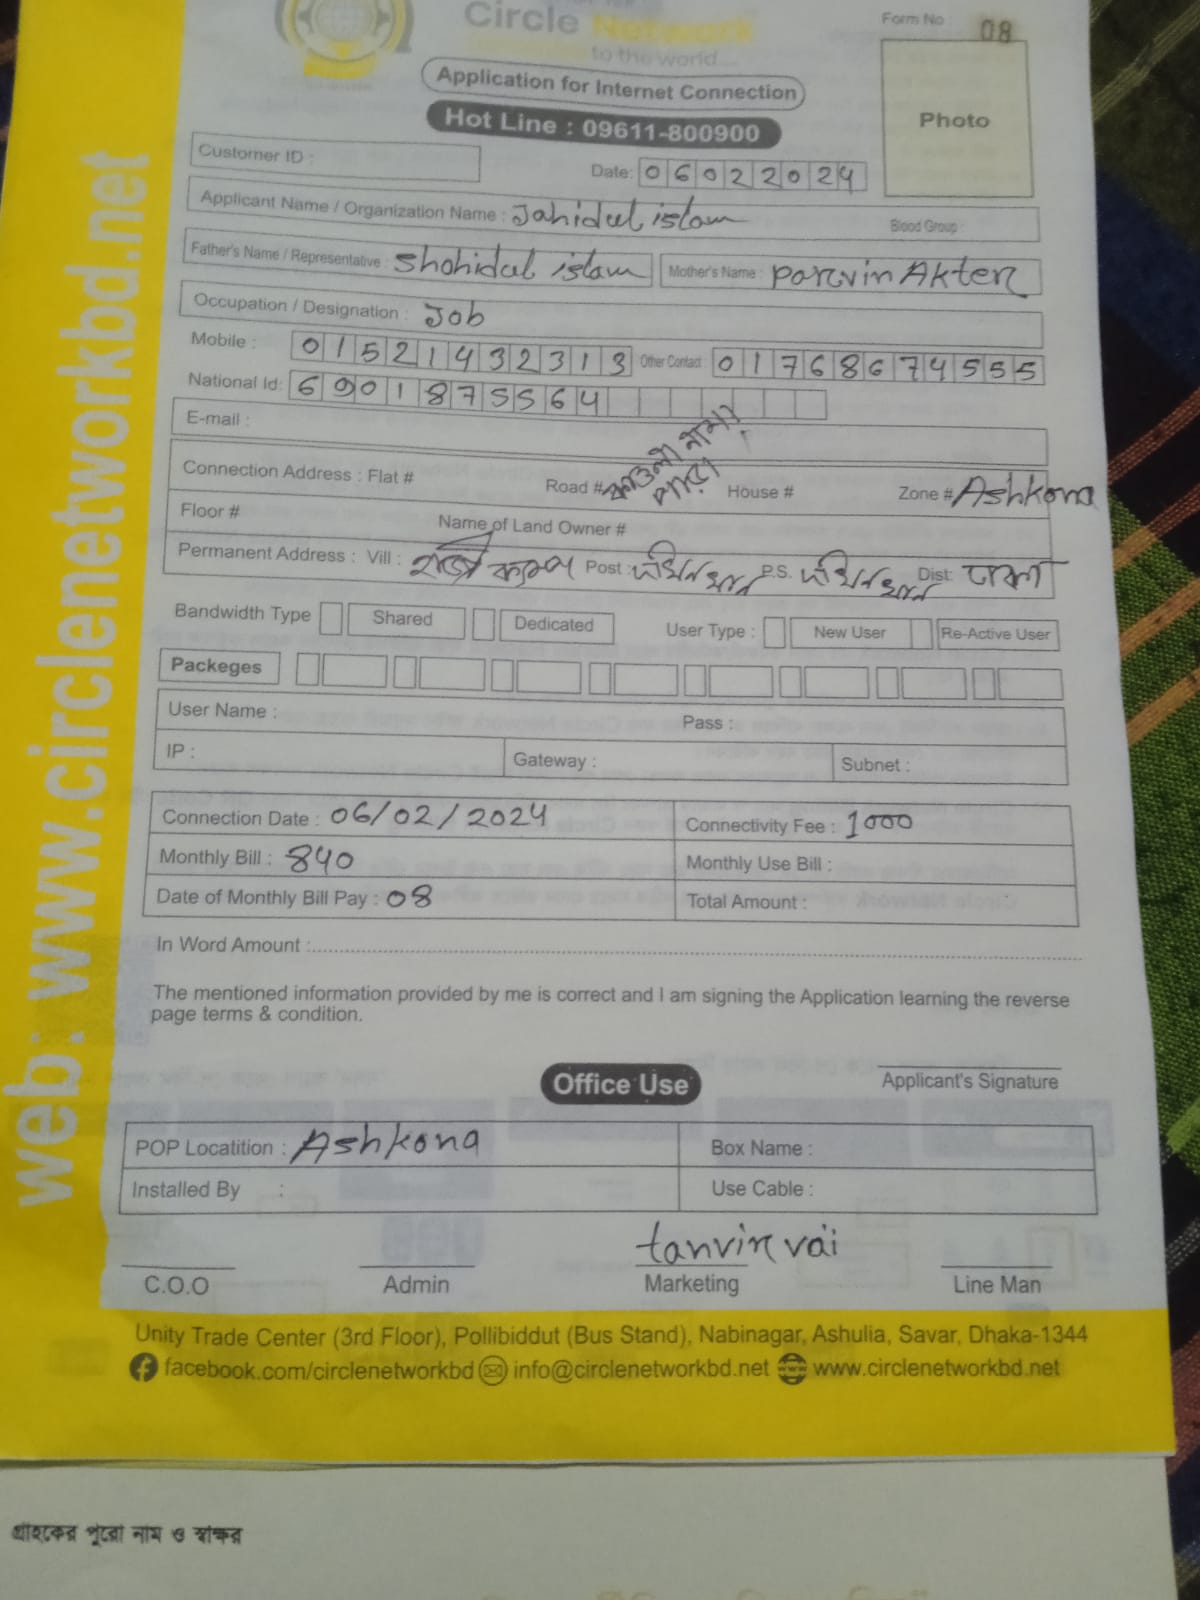 Circle Network
to the world...
Form No 08
Application for Internet Connection
Hot Line : 09611-800900
Photo
Customer ID :
Date: 06022024
Applicant Name / Organization Name : Jahidul islam Blood Group :
Father's Name / Representative : Shohidul islam Mother's Name : Parvin Akter
Occupation / Designation : Job
Mobile : 01521432313 Other Contact : 01768674555
National Id: 6901875564
E-mail :
Connection Address : Flat # Road # House # Zone # Ashkona
Floor # Name of Land Owner #
Permanent Address : Vill : হাজী ক্যাম্প Post : দক্ষিনখান P.S. দক্ষিনখান Dist: ঢাকা
Bandwidth Type Shared Dedicated User Type : New User Re-Active User
Packeges
User Name : Pass :
IP : Gateway : Subnet :
Connection Date : 06/02/2024 Connectivity Fee : 1000
Monthly Bill : 840 Monthly Use Bill :
Date of Monthly Bill Pay : 08 Total Amount :
In Word Amount :
The mentioned information provided by me is correct and I am signing the Application learning the reverse
page terms & condition.
Applicant's Signature
Office Use
POP Locatition : Ashkona Box Name :
Installed By : Use Cable :
tanvir vai
C.O.O Admin Marketing Line Man
Unity Trade Center (3rd Floor), Pollibiddut (Bus Stand), Nabinagar, Ashulia, Savar, Dhaka-1344
facebook.com/circlenetworkbd info@circlenetworkbd.net www.circlenetworkbd.net
web: www.circlenetworkbd.net
গ্রাহকের পুরো নাম ও স্বাক্ষর